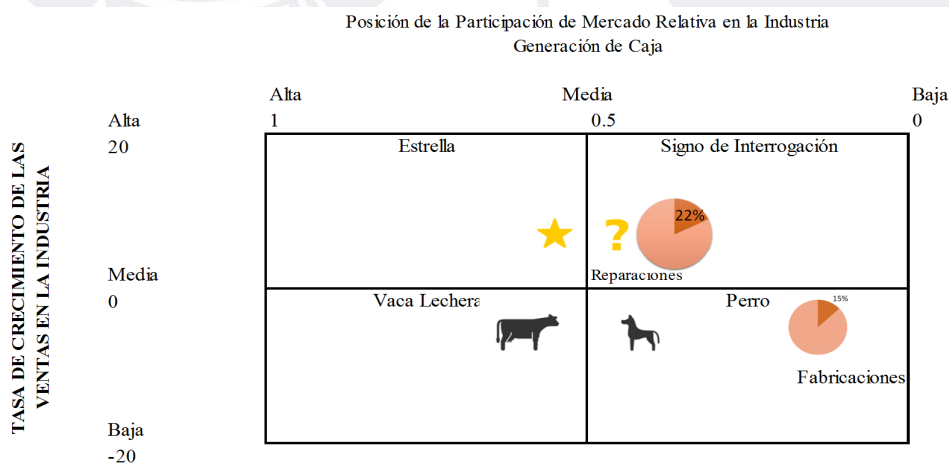 Posición de la Participación de Mercado Relativa en la Industria
Generación de Caja
Alta Media Baja
1 0.5 0
TASA DE CRECIMIENTO DE LAS
VENTAS EN LA INDUSTRIA
Alta
20
Estrella Signo de Interrogación
?
22%
Reparaciones
Media
0
Vaca Lechera Perro
15%
Fabricaciones
Baja
-20